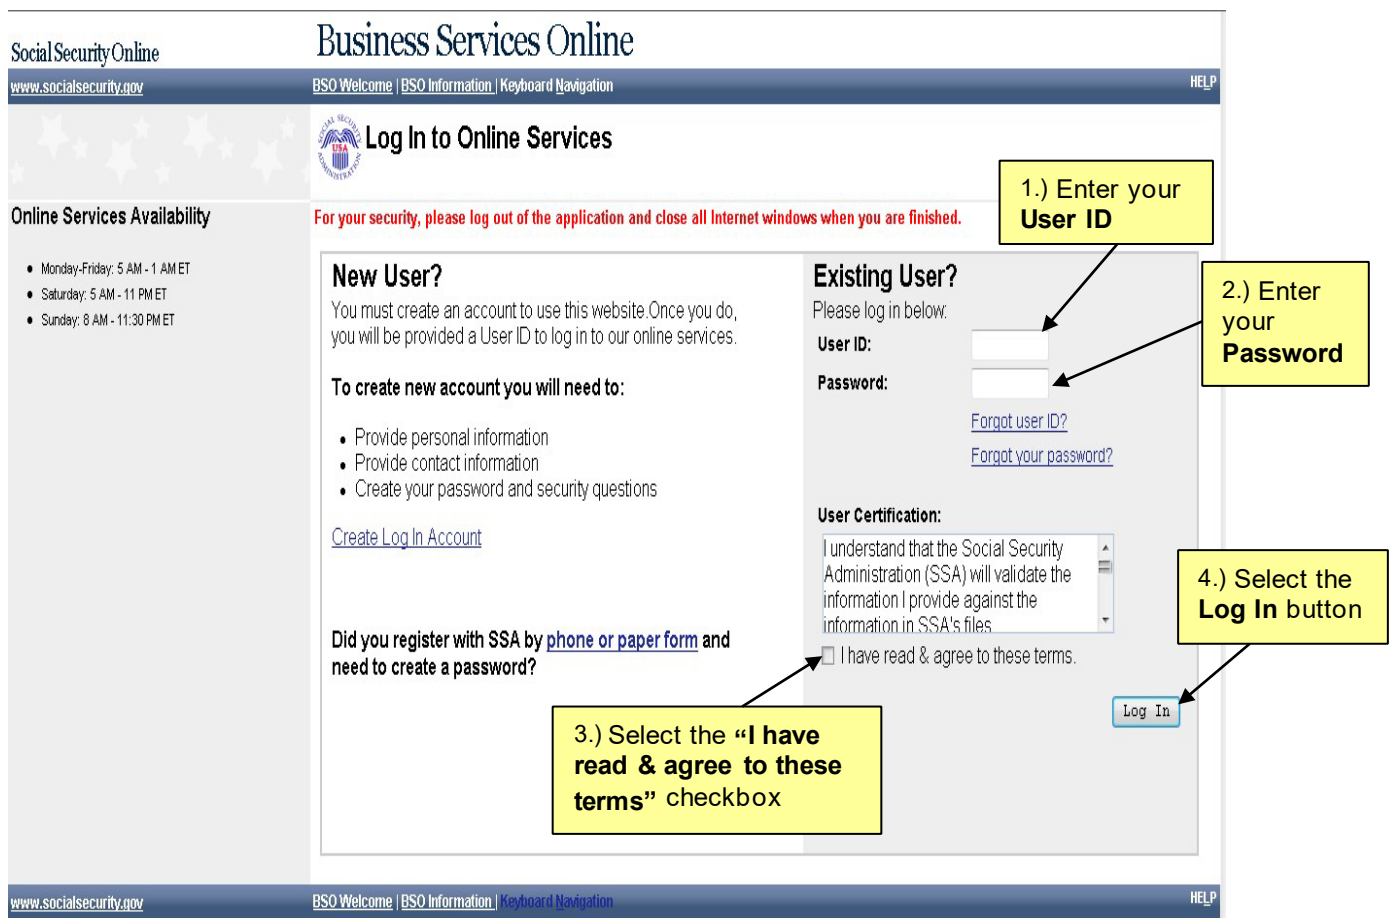 Social Security Online
Business Services Online
www.socialsecurity.gov
BSO Welcome | BSO Information | Keyboard Navigation
HELP
SOCIAL SECURITY ADMINISTRATION
USA
Log In to Online Services
1.) Enter your
User ID
Online Services Availability
For your security, please log out of the application and close all Internet windows when you are finished.
Monday-Friday: 5 AM - 1 AM ET
Saturday: 5 AM - 11 PM ET
Sunday: 8 AM - 11:30 PM ET
New User?
You must create an account to use this website.Once you do,
you will be provided a User ID to log in to our online services.
To create new account you will need to:
Provide personal information
Provide contact information
Create your password and security questions
Create Log In Account
Did you register with SSA by phone or paper form and
need to create a password?
Existing User?
Please log in below:
User ID:
Password:
2.) Enter
your
Password
Forgot user ID?
Forgot your password?
User Certification:
I understand that the Social Security
Administration (SSA) will validate the
information I provide against the
information in SSA's files
I have read & agree to these terms.
4.) Select the
Log In button
Log In
3.) Select the “I have
read & agree to these
terms” checkbox
www.socialsecurity.gov
BSO Welcome | BSO Information | Keyboard Navigation
HELP